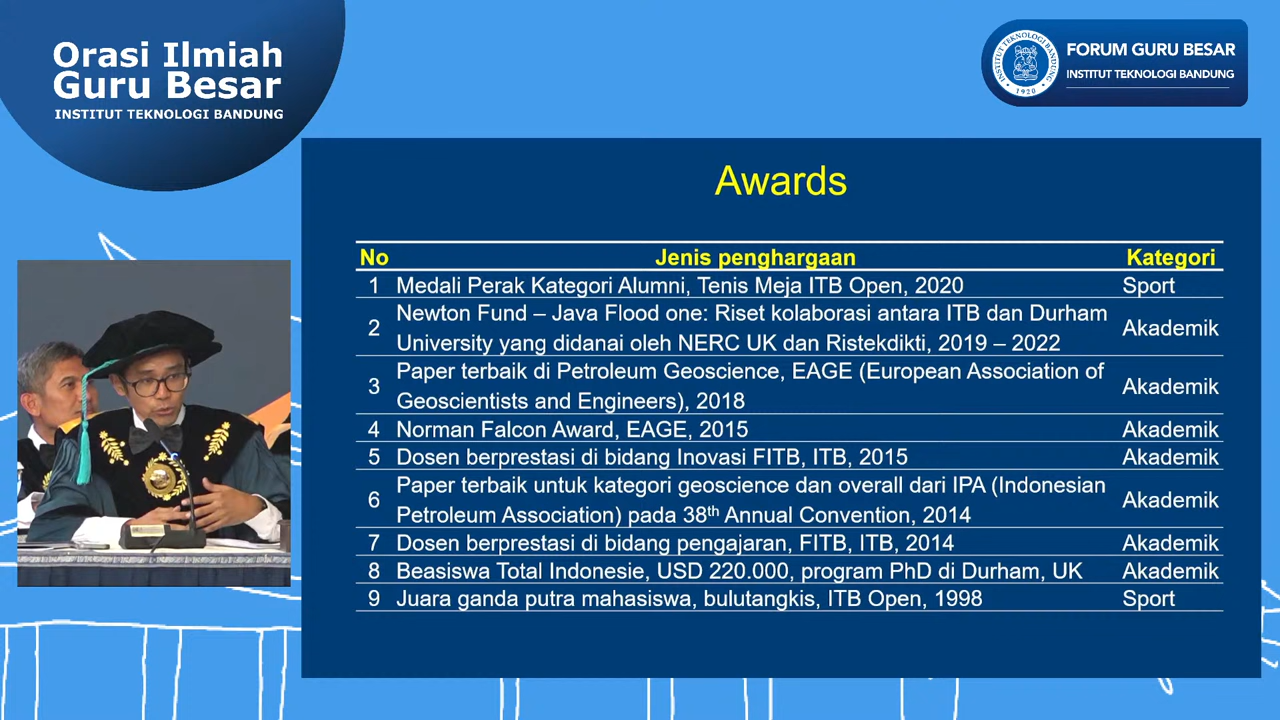 Orasi Ilmiah
Guru Besar
INSTITUT TEKNOLOGI BANDUNG
INSTITUT TEKNOLOGI BANDUNG
1920
FORUM GURU BESAR
INSTITUT TEKNOLOGI BANDUNG
Awards
No Jenis penghargaan Kategori
1 Medali Perak Kategori Alumni, Tenis Meja ITB Open, 2020 Sport
2 Newton Fund – Java Flood one: Riset kolaborasi antara ITB dan Durham
University yang didanai oleh NERC UK dan Ristekdikti, 2019 – 2022 Akademik
3 Paper terbaik di Petroleum Geoscience, EAGE (European Association of
Geoscientists and Engineers), 2018 Akademik
4 Norman Falcon Award, EAGE, 2015 Akademik
5 Dosen berprestasi di bidang Inovasi FITB, ITB, 2015 Akademik
6 Paper terbaik untuk kategori geoscience dan overall dari IPA (Indonesian
Petroleum Association) pada 38th Annual Convention, 2014 Akademik
7 Dosen berprestasi di bidang pengajaran, FITB, ITB, 2014 Akademik
8 Beasiswa Total Indonesie, USD 220.000, program PhD di Durham, UK Akademik
9 Juara ganda putra mahasiswa, bulutangkis, ITB Open, 1998 Sport